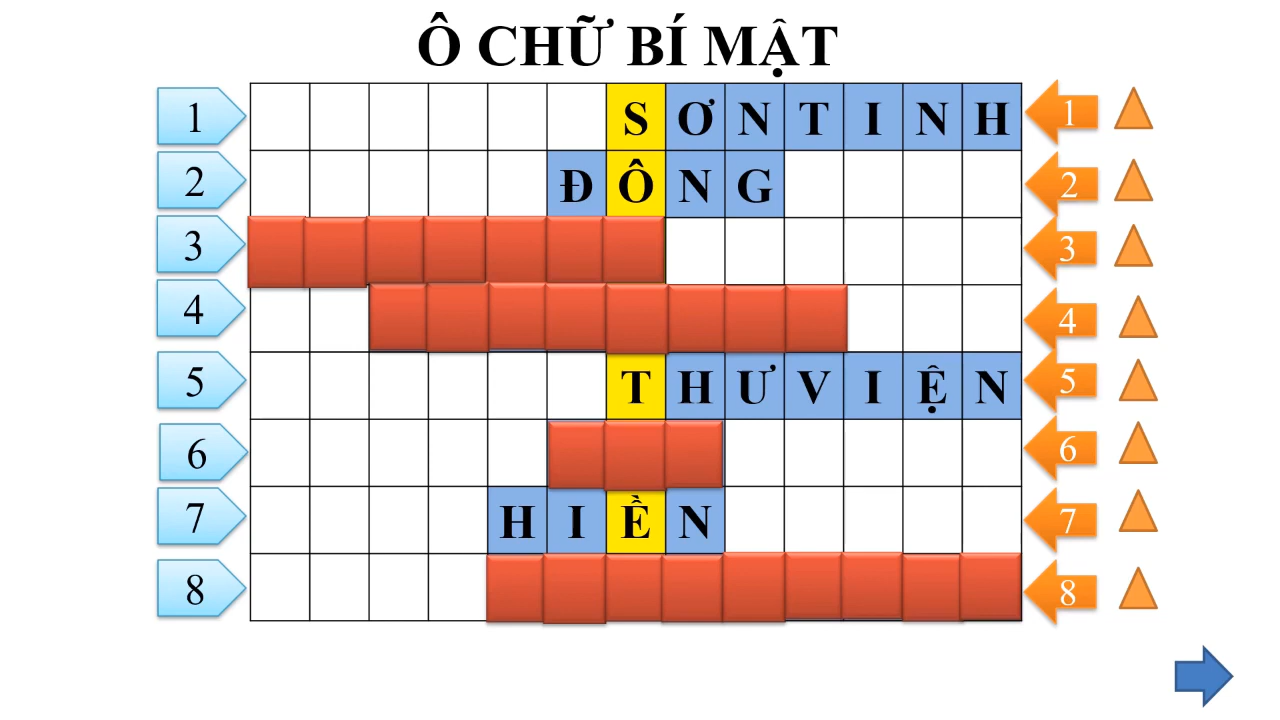 Ô CHỮ BÍ MẬT
1 S Ơ N T I N H 1
2 Đ Ô N G 2
3 3
4 4
5 T H Ư V I Ệ N 5
6 6
7 H I Ề N 7
8 8